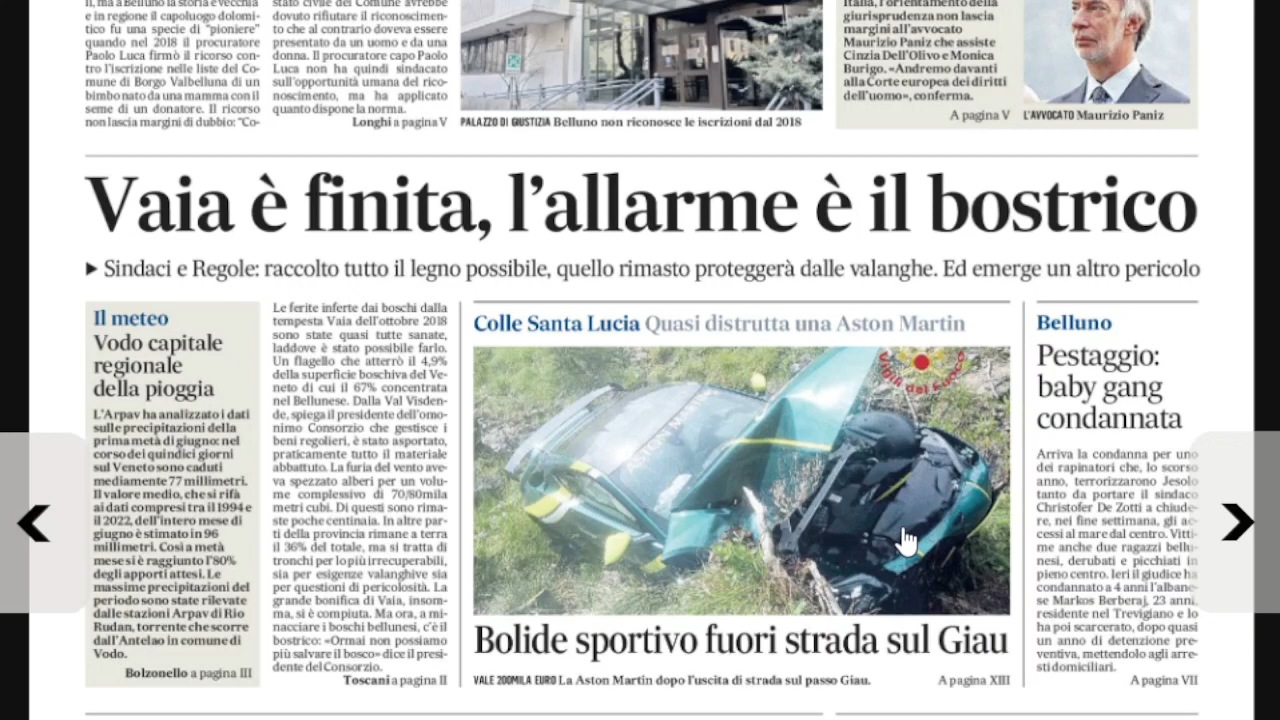 il, ma a Belluno la storia è vecchia
e in regione il capoluogo dolomi-
tico fu una specie di “pioniere”
quando nel 2018 il procuratore
Paolo Luca firmò il ricorso con-
tro l'iscrizione nelle liste del Co-
mune di Borgo Valbelluna di un
bimbo nato da una mamma con il
seme di un donatore. Il ricorso
non lascia margini di dubbio: “Co-
stato civile del Comune avrebbe
dovuto rifiutare il riconoscimen-
to che al contrario doveva essere
presentato da un uomo e da una
donna. Il procuratore capo Paolo
Luca non ha quindi sindacato
sull'opportunità umana del rico-
noscimento, ma ha applicato
quanto dispone la norma.
Longhi a pagina V
PALAZZO DI GIUSTIZIA Belluno non riconosce le iscrizioni dal 2018
Italia, l'orientamento della
giurisprudenza non lascia
margini all'avvocato
Maurizio Paniz che assiste
Cinzia Dell'Olivo e Monica
Burigo. «Andremo davanti
alla Corte europea dei diritti
dell'uomo», conferma.
A pagina V
L'AVVOCATO Maurizio Paniz
Vaia è finita, l'allarme è il bostrico
►Sindaci e Regole: raccolto tutto il legno possibile, quello rimasto proteggerà dalle valanghe. Ed emerge un altro pericolo
Il meteo
Vodo capitale
regionale
della pioggia
L'Arpav ha analizzato i dati
sulle precipitazioni della
prima metà di giugno: nel
corso dei quindici giorni
sul Veneto sono caduti
mediamente 77 millimetri.
Il valore medio, che si rifà
ai dati compresi tra il 1994 e
il 2022, dell'intero mese di
giugno è stimato in 96
millimetri. Così a metà
mese si è raggiunto l'80%
degli apporti attesi. Le
massime precipitazioni del
periodo sono state rilevate
dalle stazioni Arpav di Rio
Rudan, torrente che scorre
dall'Antelao in comune di
Vodo.
Bolzonello a pagina III
Le ferite inferte dai boschi dalla
tempesta Vaia dell'ottobre 2018
sono state quasi tutte sanate,
laddove è stato possibile farlo.
Un flagello che atterrò il 4,9%
della superficie boschiva del Ve-
neto di cui il 67% concentrata
nel Bellunese. Dalla Val Visden-
de, spiega il presidente dell'omo-
nimo Consorzio che gestisce i
beni regolieri, è stato asportato,
praticamente tutto il materiale
abbattuto. La furia del vento ave-
va spezzato alberi per un volu-
me complessivo di 70/80mila
metri cubi. Di questi sono rima-
ste poche centinaia. In altre par-
ti della provincia rimane a terra
il 36% del totale, ma si tratta di
tronchi per lo più irrecuperabili,
sia per esigenze valanghive sia
per questioni di pericolosità. La
grande bonifica di Vaia, insom-
ma, si è compiuta. Ma ora, a mi-
nacciare i boschi bellunesi, c'è il
bostrico: «Ormai non possiamo
più salvare il bosco» dice il presi-
dente del Consorzio.
Toscani a pagina II
Colle Santa Lucia Quasi distrutta una Aston Martin
Vigili del Fuoco
Bolide sportivo fuori strada sul Giau
VALE 200MILA EURO La Aston Martin dopo l'uscita di strada sul passo Giau.
A pagina XIII
Belluno
Pestaggio:
baby gang
condannata
Arriva la condanna per uno
dei rapinatori che, lo scorso
anno, terrorizzarono Jesolo
tanto da portare il sindaco
Christofer De Zotti a chiude-
re, nei fine settimana, gli ac-
cessi al mare dal centro. Vitti-
me anche due ragazzi bellu-
nesi, derubati e picchiati in
pieno centro. Ieri il giudice ha
condannato a 4 anni l'albane-
se Markos Berberaj, 23 anni,
residente nel Trevigiano e lo
ha poi scarcerato, dopo quasi
un anno di detenzione pre-
ventiva, mettendolo agli arre-
sti domiciliari.
A pagina VII